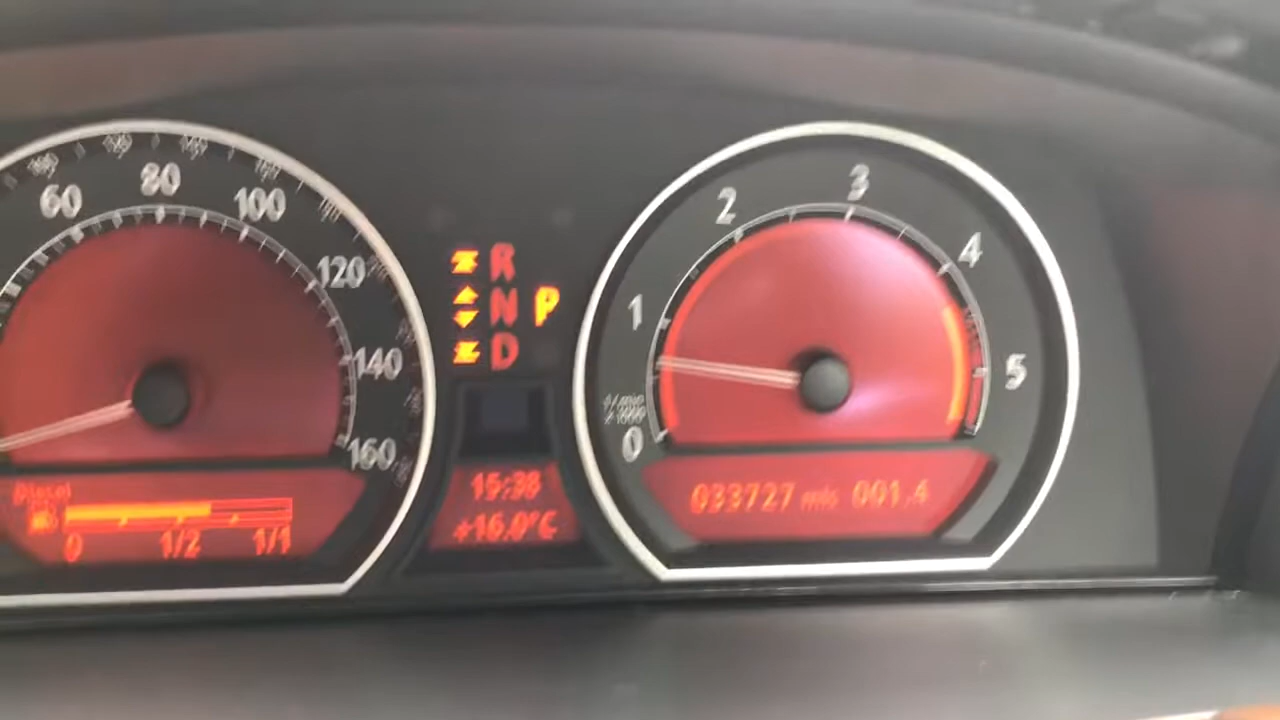 60 80 100 120 140 160
R
N P
D
0 1 2 3 4 5
Diesel
0 1/2 1/1
15:38
+16.0°C
033727 mls 001.4